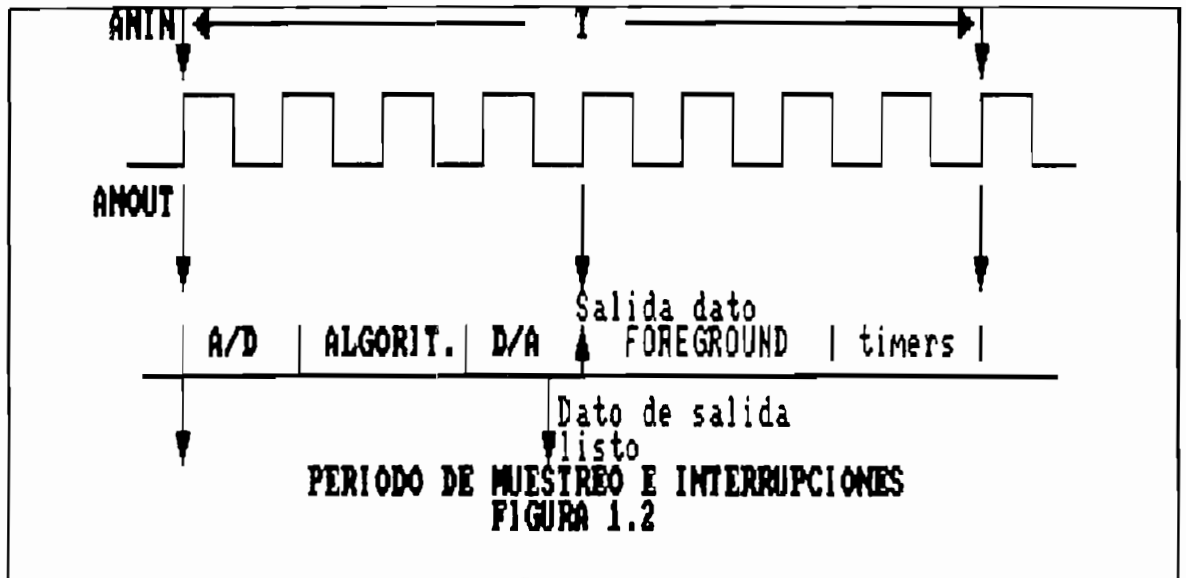 ANIN T
ANOUT
Salida dato
A/D | ALGORIT. | D/A FOREGROUND | timers |
Dato de salida
listo
PERIODO DE MUESTREO E INTERRUPCIONES
FIGURA 1.2